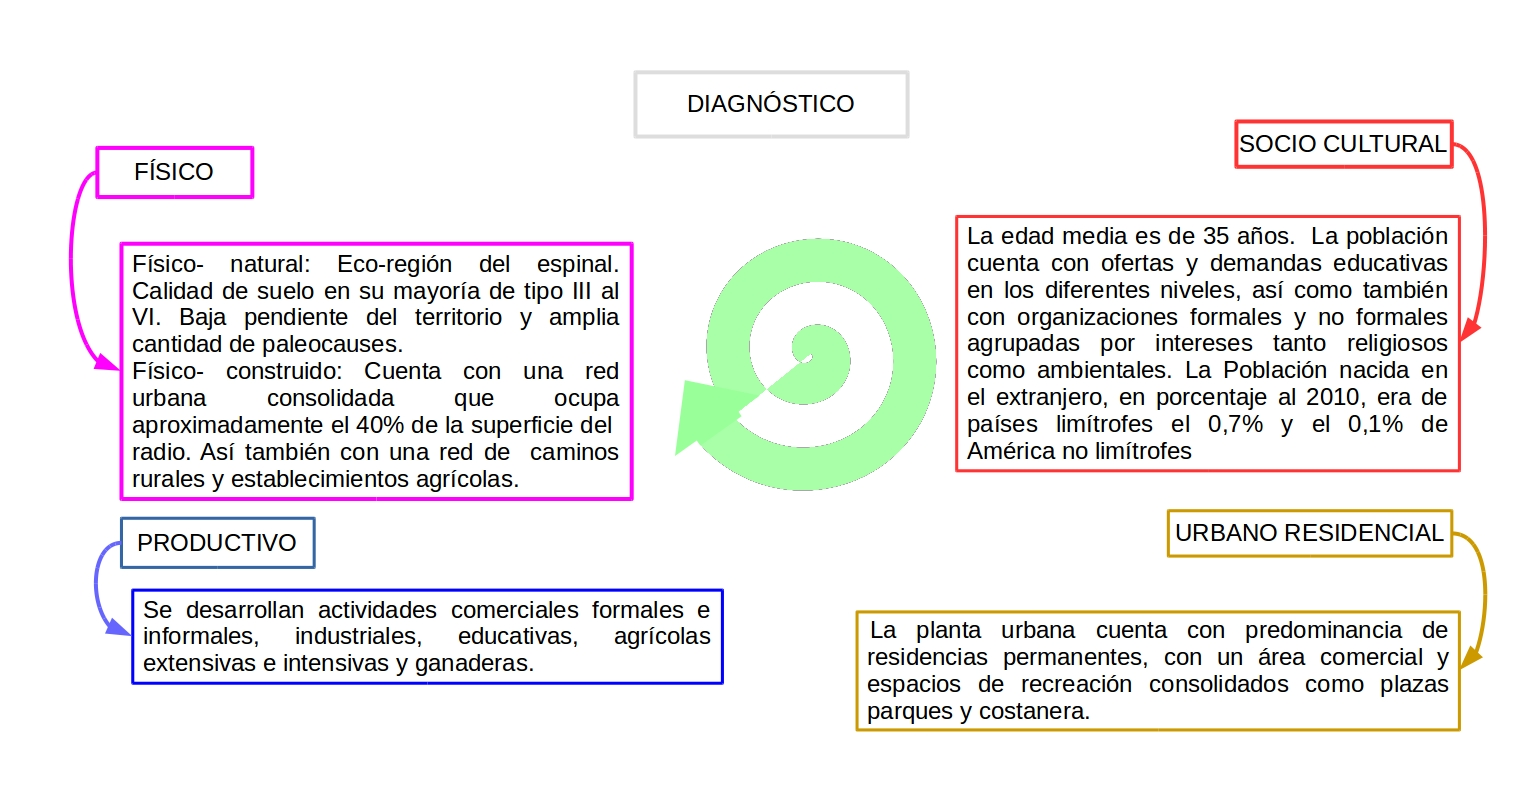 DIAGNÓSTICO
FÍSICO
Físico- natural: Eco-región del espinal.
Calidad de suelo en su mayoría de tipo III al
VI. Baja pendiente del territorio y amplia
cantidad de paleocauses.
Físico- construido: Cuenta con una red
urbana consolidada que ocupa
aproximadamente el 40% de la superficie del
radio. Así también con una red de caminos
rurales y establecimientos agrícolas.
PRODUCTIVO
Se desarrollan actividades comerciales formales e
informales, industriales, educativas, agrícolas
extensivas e intensivas y ganaderas.
SOCIO CULTURAL
La edad media es de 35 años. La población
cuenta con ofertas y demandas educativas
en los diferentes niveles, así como también
con organizaciones formales y no formales
agrupadas por intereses tanto religiosos
como ambientales. La Población nacida en
el extranjero, en porcentaje al 2010, era de
países limítrofes el 0,7% y el 0,1% de
América no limítrofes
URBANO RESIDENCIAL
La planta urbana cuenta con predominancia de
residencias permanentes, con un área comercial y
espacios de recreación consolidados como plazas
parques y costanera.